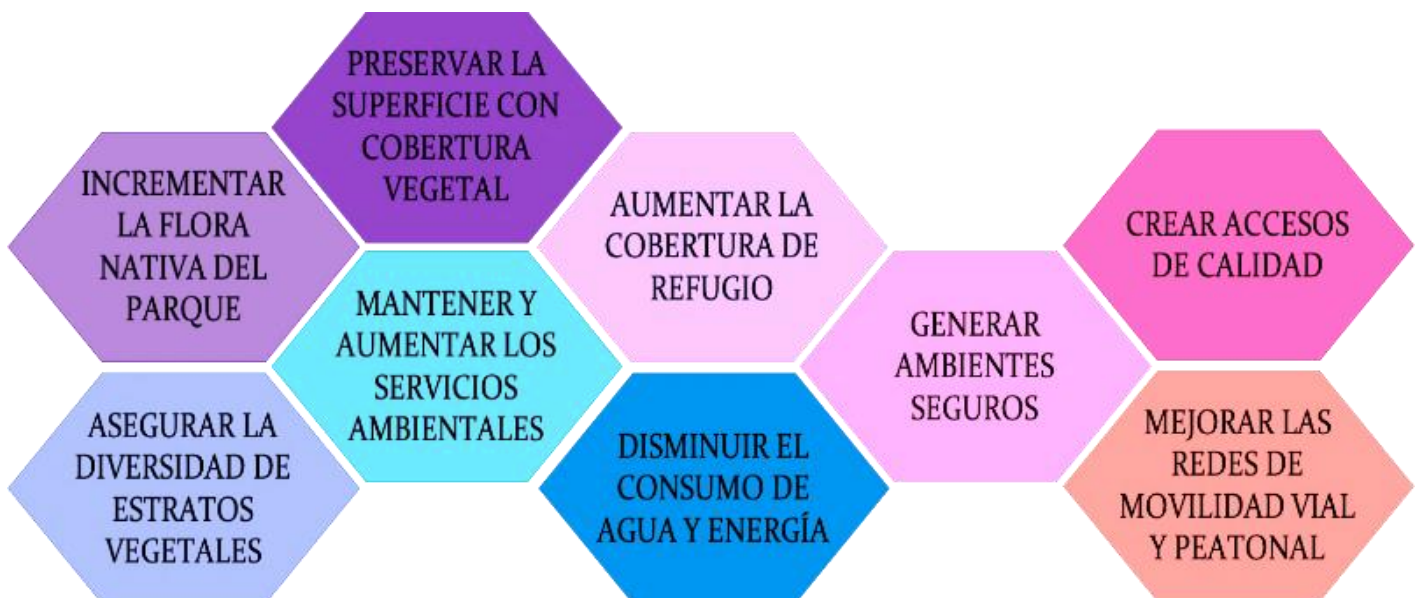 PRESERVAR LA
SUPERFICIE CON
COBERTURA
VEGETAL
INCREMENTAR
LA FLORA
NATIVA DEL
PARQUE
AUMENTAR LA
COBERTURA DE
REFUGIO
CREAR ACCESOS
DE CALIDAD
MANTENER Y
AUMENTAR LOS
SERVICIOS
AMBIENTALES
GENERAR
AMBIENTES
SEGUROS
ASEGURAR LA
DIVERSIDAD DE
ESTRATOS
VEGETALES
DISMINUIR EL
CONSUMO DE
AGUA Y ENERGÍA
MEJORAR LAS
REDES DE
MOVILIDAD VIAL
Y PEATONAL